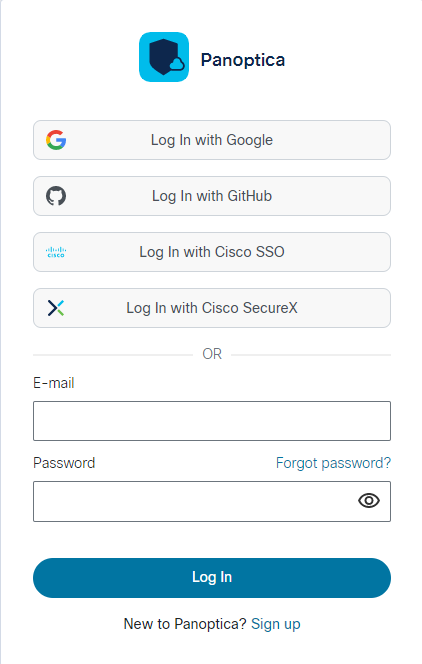 Panoptica
Log In with Google
Log In with GitHub
CISCO
Log In with Cisco SSO
Log In with Cisco SecureX
OR
E-mail
Password
Forgot password?
Log In
New to Panoptica? Sign up